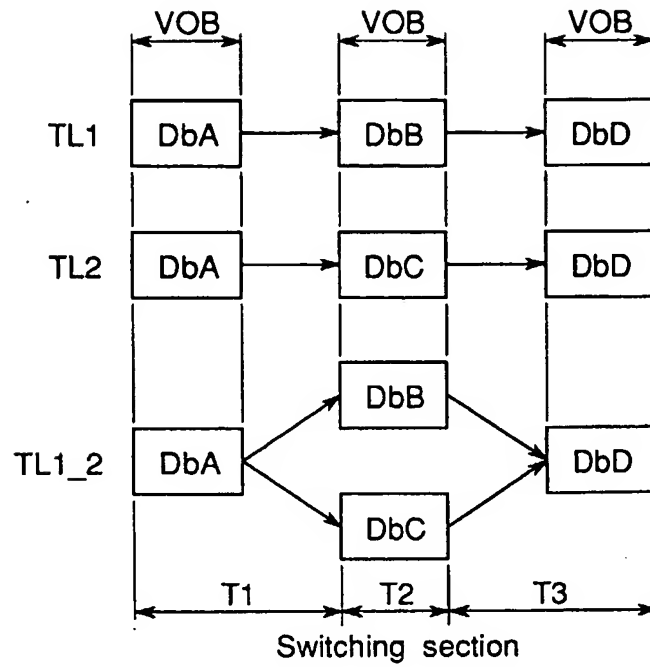 VOB VOB VOB
TL1 DbA DbB DbD
TL2 DbA DbC DbD
DbB
TL1_2 DbA DbD
DbC
T1 T2 T3
Switching section